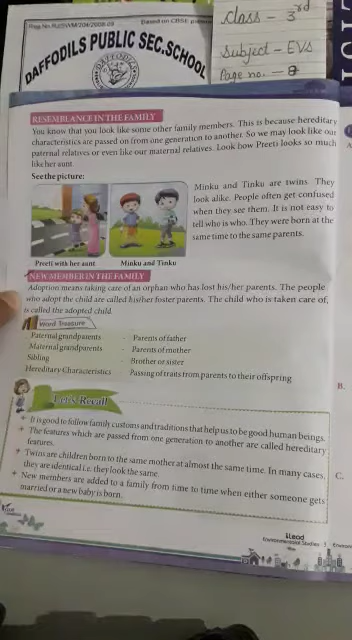 Regn.No.RJ/SWM/204/2008-09
Based on CBSE
DAFFODILS PUBLIC SEC.SCHOOL
Class - 3rd
Subject - EVS
Page no. - 8
RESEMBLANCE IN THE FAMILY
You know that you look like some other family members. This is because hereditary
characteristics are passed on from one generation to another. So we may look like our
paternal relatives or even like our maternal relatives. Look how Preeti looks so much
like her aunt.
See the picture:
Minku and Tinku are twins. They
look alike. People often get confused
when they see them. It is not easy to
tell who is who. They were born at the
same time to the same parents.
Preeti with her aunt
Minku and Tinku
NEW MEMBER IN THE FAMILY
Adoption means taking care of an orphan who has lost his/her parents. The people
who adopt the child are called his/her foster parents. The child who is taken care of,
is called the adopted child.
Word Treasure
Paternal grandparents - Parents of father
Maternal grandparents - Parents of mother
Sibling - Brother or sister
Hereditary Characteristics - Passing of traits from parents to their offspring
Let's Recall
It is good to follow family customs and traditions that help us to be good human beings.
The features which are passed from one generation to another are called hereditary
features.
Twins are children born to the same mother at almost the same time. In many cases,
they are identical i.e. they look the same.
New members are added to a family from time to time when either someone gets
married or a new baby is born.
B.
C.
iLead
Environmental Studies